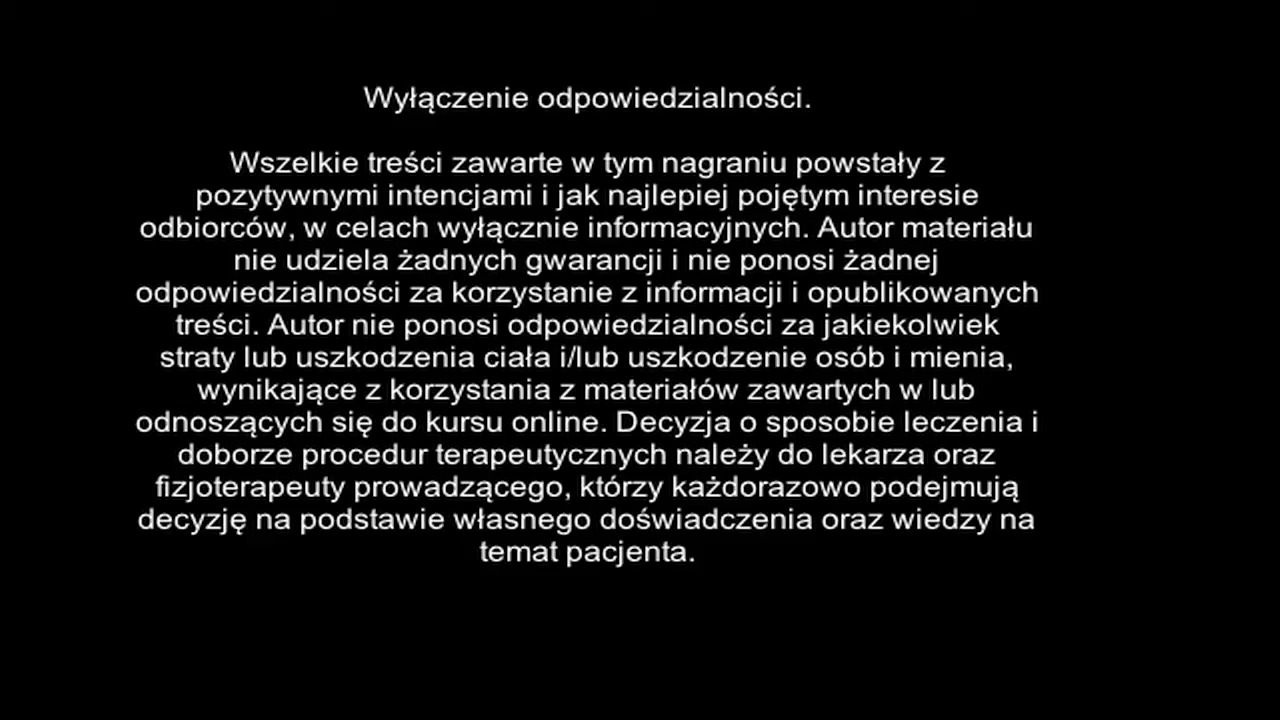 Wyłączenie odpowiedzialności.
Wszelkie treści zawarte w tym nagraniu powstały z
pozytywnymi intencjami i jak najlepiej pojętym interesie
odbiorców, w celach wyłącznie informacyjnych. Autor materiału
nie udziela żadnych gwarancji i nie ponosi żadnej
odpowiedzialności za korzystanie z informacji i opublikowanych
treści. Autor nie ponosi odpowiedzialności za jakiekolwiek
straty lub uszkodzenia ciała i/lub uszkodzenie osób i mienia,
wynikające z korzystania z materiałów zawartych w lub
odnoszących się do kursu online. Decyzja o sposobie leczenia i
doborze procedur terapeutycznych należy do lekarza oraz
fizjoterapeuty prowadzącego, którzy każdorazowo podejmują
decyzję na podstawie własnego doświadczenia oraz wiedzy na
temat pacjenta.